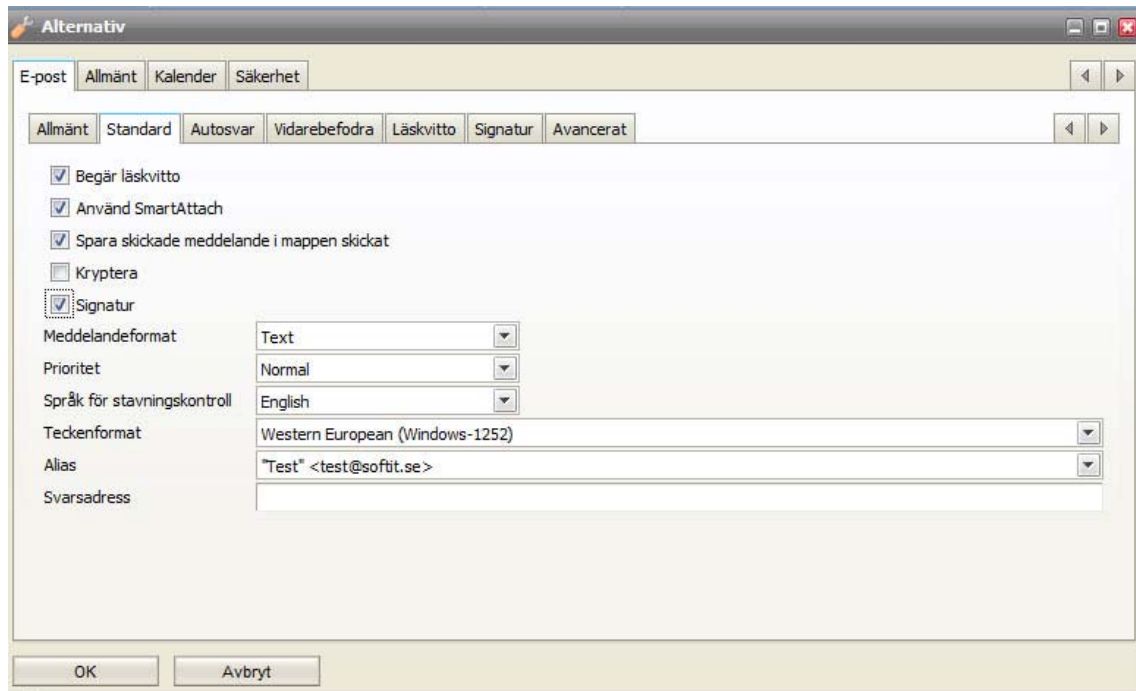 Alternativ
E-post Allmänt Kalender Säkerhet
Allmänt Standard Autosvar Vidarebefodra Läskvitto Signatur Avancerat
Begär läskvitto
Använd SmartAttach
Spara skickade meddelande i mappen skickat
Kryptera
Signatur
Meddelandeformat Text
Prioritet Normal
Språk för stavningskontroll English
Teckenformat Western European (Windows-1252)
Alias "Test" <test@softit.se>
Svarsadress
OK Avbryt